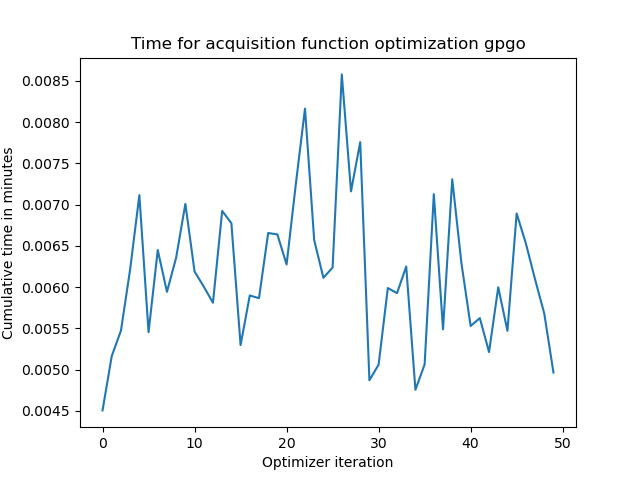 Time for acquisition function optimization gpgo
Cumulative time in minutes
0.0085
0.0080
0.0075
0.0070
0.0065
0.0060
0.0055
0.0050
0.0045
0 10 20 30 40 50
Optimizer iteration